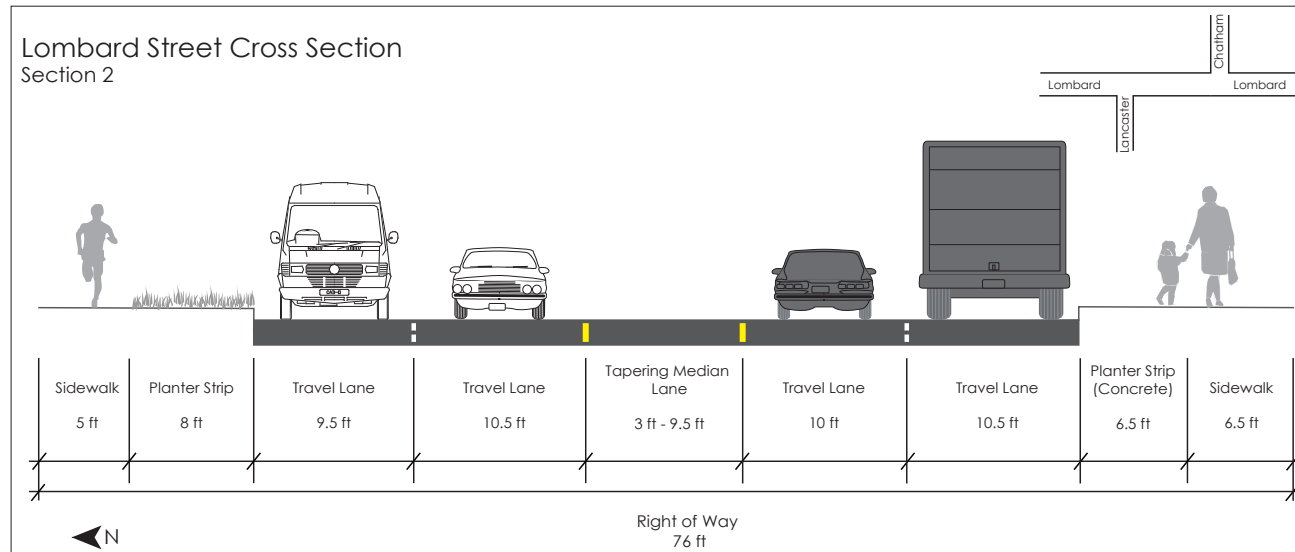 Lombard Street Cross Section
Section 2
Chatham
Lombard
Lombard
Lancaster
Sidewalk
5 ft
Planter Strip
8 ft
Travel Lane
9.5 ft
Travel Lane
10.5 ft
Tapering Median
Lane
3 ft - 9.5 ft
Travel Lane
10 ft
Travel Lane
10.5 ft
Planter Strip
(Concrete)
6.5 ft
Sidewalk
6.5 ft
N
Right of Way
76 ft